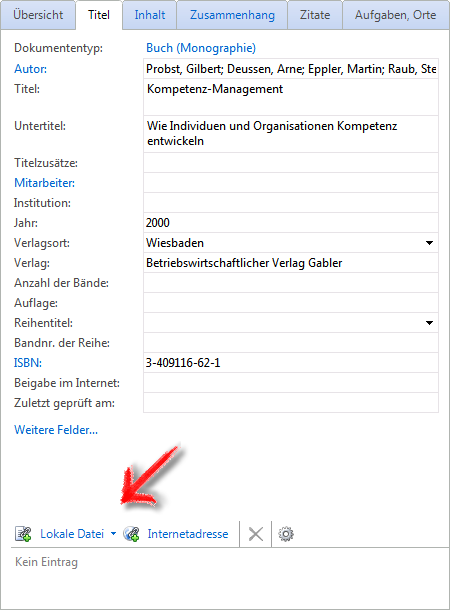 Übersicht Titel Inhalt Zusammenhang Zitate Aufgaben, Orte
Dokumententyp: Buch (Monographie)
Autor: Probst, Gilbert; Deussen, Arne; Eppler, Martin; Raub, Ste
Titel: Kompetenz-Management
Untertitel: Wie Individuen und Organisationen Kompetenz
entwickeln
Titelzusätze:
Mitarbeiter:
Institution:
Jahr: 2000
Verlagsort: Wiesbaden
Verlag: Betriebswirtschaftlicher Verlag Gabler
Anzahl der Bände:
Auflage:
Reihentitel:
Bandnr. der Reihe:
ISBN: 3-409116-62-1
Beigabe im Internet:
Zuletzt geprüft am:
Weitere Felder...
Lokale Datei Internetadresse
Kein Eintrag